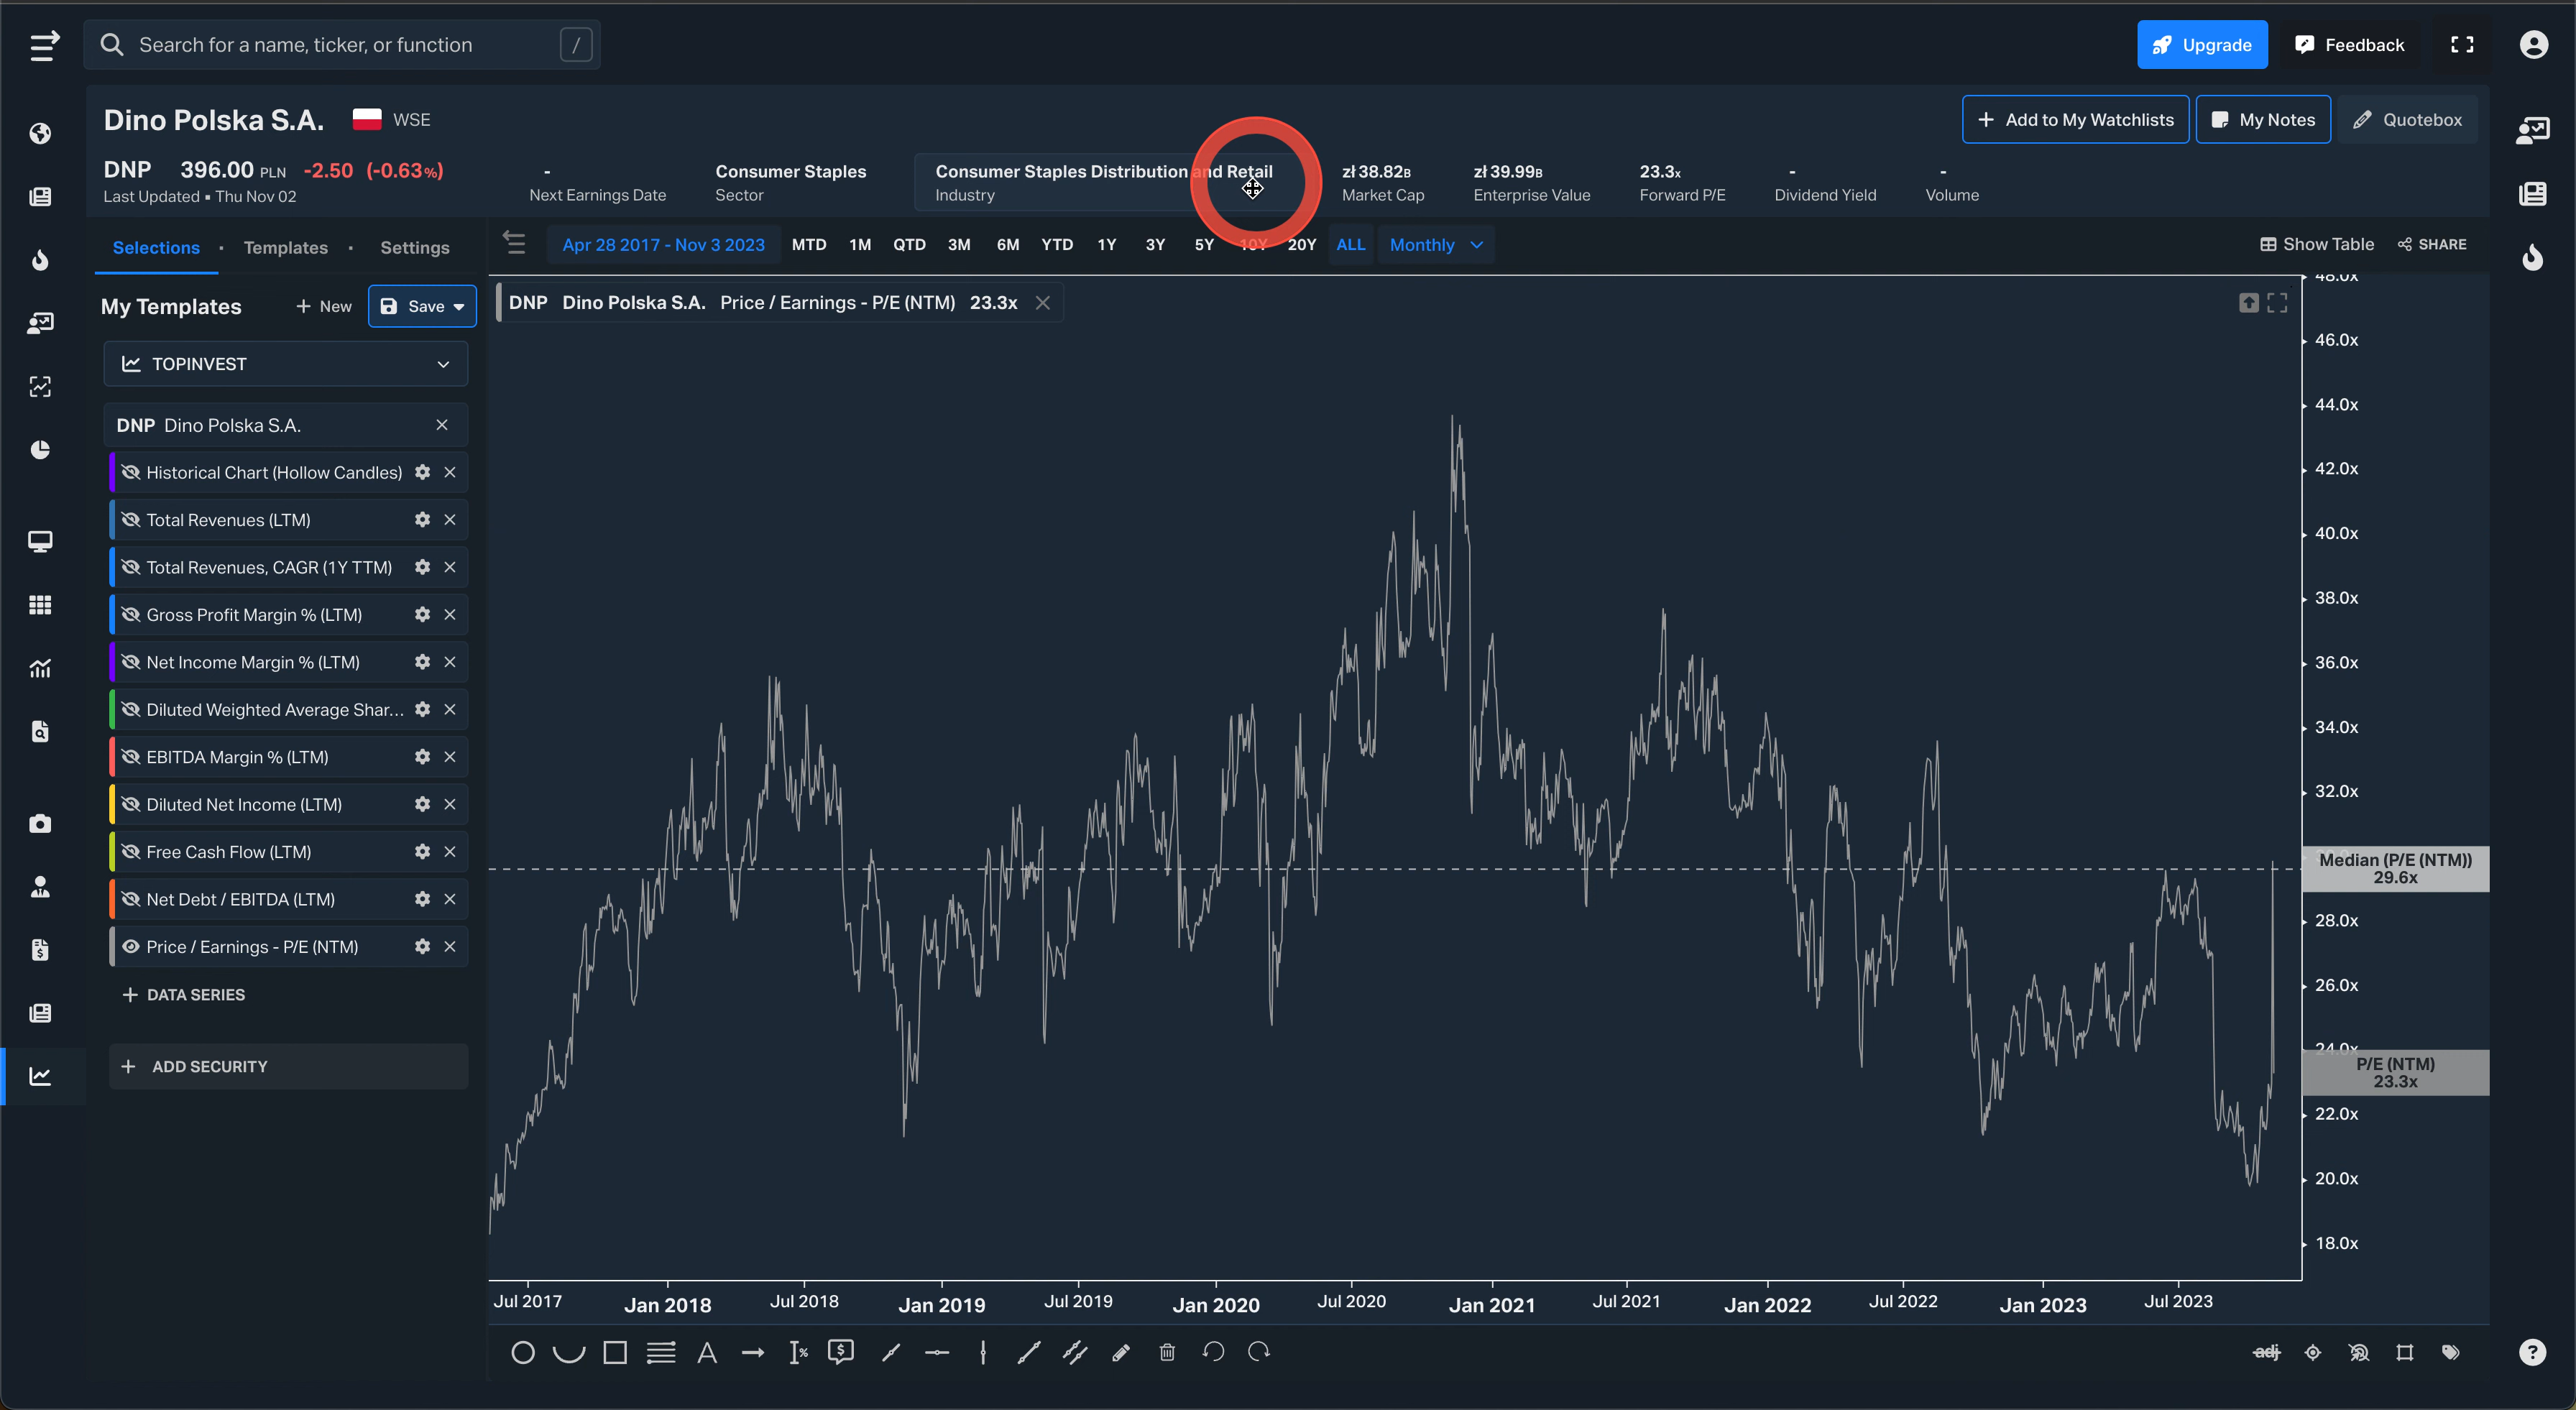 Search for a name, ticker, or function
/
Upgrade
Feedback
Dino Polska S.A.
WSE
Add to My Watchlists
My Notes
Quotebox
DNP 396.00 PLN -2.50 (-0.63%)
Last Updated ▪ Thu Nov 02
-
Next Earnings Date
Consumer Staples
Sector
Consumer Staples Distribution and Retail
Industry
zł 38.82B
Market Cap
zł 39.99B
Enterprise Value
23.3x
Forward P/E
-
Dividend Yield
-
Volume
Selections · Templates · Settings
Apr 28 2017 - Nov 3 2023
MTD 1M QTD 3M 6M YTD 1Y 3Y 5Y 10Y 20Y ALL
Monthly
Show Table
SHARE
My Templates
+ New
Save
TOPINVEST
DNP Dino Polska S.A.
Historical Chart (Hollow Candles)
Total Revenues (LTM)
Total Revenues, CAGR (1Y TTM)
Gross Profit Margin % (LTM)
Net Income Margin % (LTM)
Diluted Weighted Average Shar...
EBITDA Margin % (LTM)
Diluted Net Income (LTM)
Free Cash Flow (LTM)
Net Debt / EBITDA (LTM)
Price / Earnings - P/E (NTM)
+ DATA SERIES
+ ADD SECURITY
DNP Dino Polska S.A. Price / Earnings - P/E (NTM) 23.3x
48.0x
46.0x
44.0x
42.0x
40.0x
38.0x
36.0x
34.0x
32.0x
Median (P/E (NTM))
29.6x
28.0x
26.0x
24.0x
P/E (NTM)
23.3x
22.0x
20.0x
18.0x
Jul 2017 Jan 2018 Jul 2018 Jan 2019 Jul 2019 Jan 2020 Jul 2020 Jan 2021 Jul 2021 Jan 2022 Jul 2022 Jan 2023 Jul 2023
A
%
$
adj
?